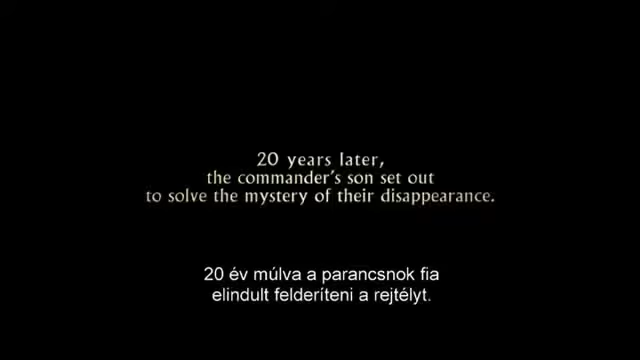 20 years later,
the commander's son set out
to solve the mystery of their disappearance.
20 év múlva a parancsnok fia
elindult felderíteni a rejtélyt.